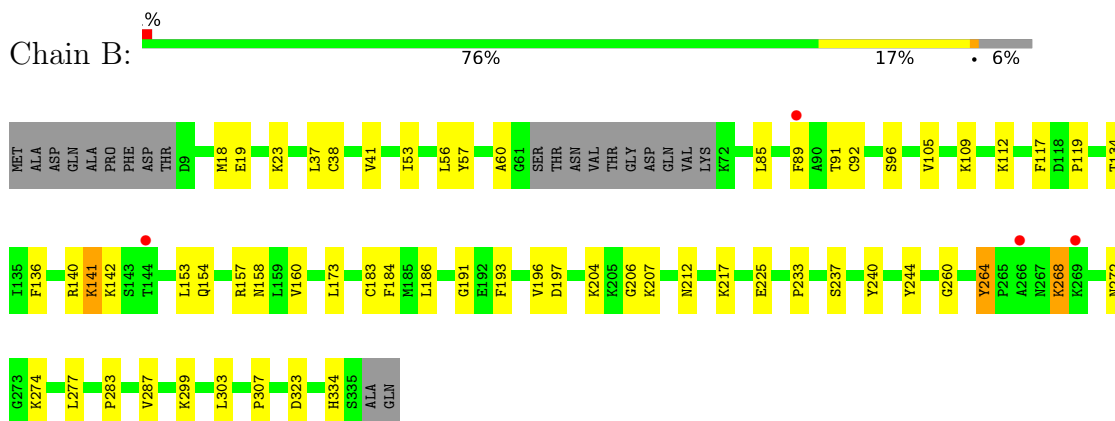 .%
Chain B:
76% 17% • 6%
MET ALA ASP GLN ALA PRO PHE ASP THR D9 M18 E19 K23 L37 C38 V41 I53 L56 Y57 A60 G61 SER THR ASN VAL THR GLY ASP GLN VAL LYS K72 L85 F89 A90 T91 C92 S96 V105 K109 K112 F117 D118 P119 T134
I135 F136 R140 K141 K142 S143 T144 L153 Q154 R157 N158 L159 V160 L173 C183 F184 M185 L186 G191 E192 F193 V196 D197 K204 K205 G206 K207 N212 K217 E225 P233 S237 Y240 Y244 G260 Y264 P265 A266 N267 K268 K269 N272
G273 K274 L277 P283 V287 K299 L303 P307 D323 H334 S335 ALA GLN